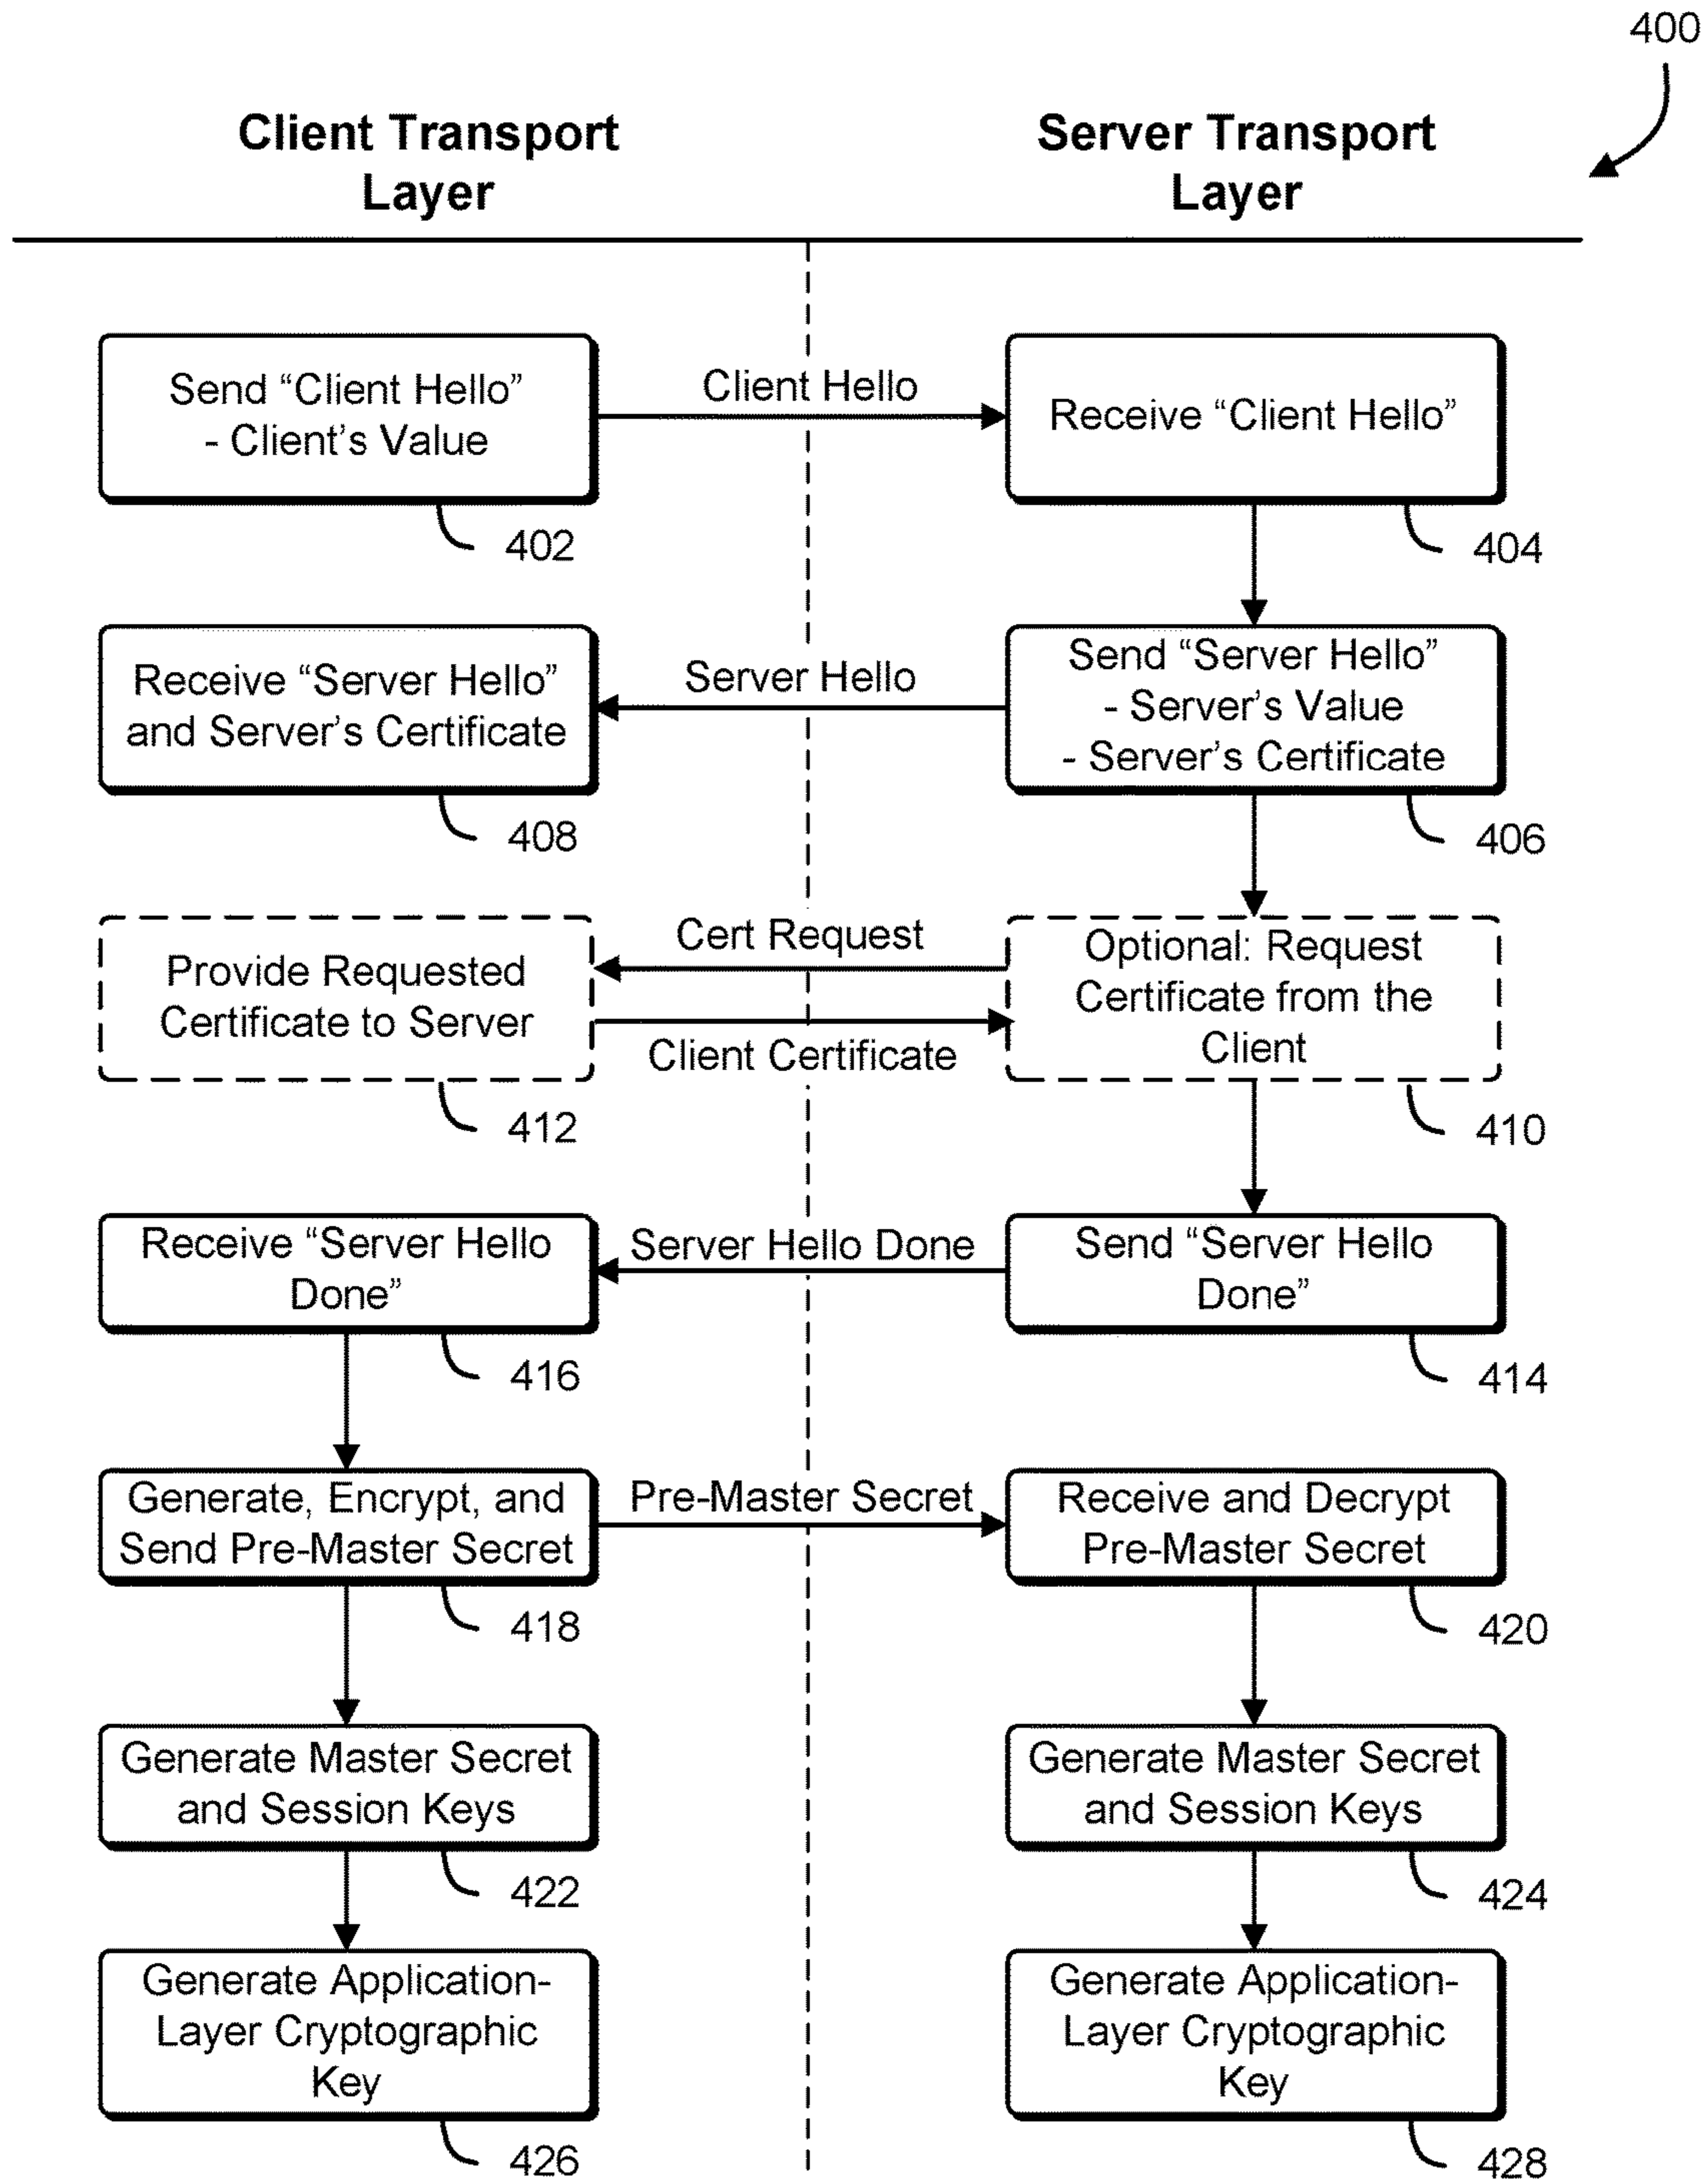 400
Client Transport
Layer
Server Transport
Layer
Send “Client Hello”
- Client’s Value
402
Client Hello
Receive “Client Hello”
404
Receive “Server Hello”
and Server’s Certificate
408
Server Hello
Send “Server Hello”
- Server’s Value
- Server’s Certificate
406
Provide Requested
Certificate to Server
412
Cert Request
Client Certificate
Optional: Request
Certificate from the
Client
410
Receive “Server Hello
Done”
416
Server Hello Done
Send “Server Hello
Done”
414
Generate, Encrypt, and
Send Pre-Master Secret
418
Pre-Master Secret
Receive and Decrypt
Pre-Master Secret
420
Generate Master Secret
and Session Keys
422
Generate Master Secret
and Session Keys
424
Generate Application-
Layer Cryptographic
Key
426
Generate Application-
Layer Cryptographic
Key
428